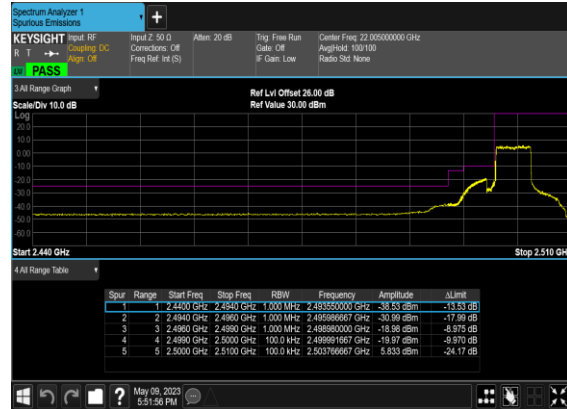 Spectrum Analyzer 1
Spurious Emissions
+
KEYSIGHT Input: RF Input Z: 50 Ω Atten: 20 dB Trig: Free Run Center Freq: 22.005000000 GHz
R T Coupling: DC Corrections: Off Gate: Off Avg|Hold: 100/100
Align: Off Freq Ref: Int (S) IF Gain: Low Radio Std: None
PASS
3 All Range Graph
Ref Lvl Offset 26.00 dB
Scale/Div 10.0 dB Ref Value 30.00 dBm
Log
20.0
10.0
0.00
-10.0
-20.0
-30.0
-40.0
-50.0
-60.0
Start 2.440 GHz Stop 2.510 GH
4 All Range Table
Spur Range Start Freq Stop Freq RBW Frequency Amplitude ΔLimit
1 1 2.4400 GHz 2.4940 GHz 1.000 MHz 2.493550000 GHz -38.53 dBm -13.53 dB
2 2 2.4940 GHz 2.4960 GHz 1.000 MHz 2.495986667 GHz -30.99 dBm -17.99 dB
3 3 2.4960 GHz 2.4990 GHz 1.000 MHz 2.498980000 GHz -18.98 dBm -8.975 dB
4 4 2.4990 GHz 2.5000 GHz 100.0 kHz 2.499991667 GHz -19.97 dBm -9.970 dB
5 5 2.5000 GHz 2.5100 GHz 100.0 kHz 2.503766667 GHz 5.833 dBm -24.17 dB
? May 09, 2023
5:51:56 PM